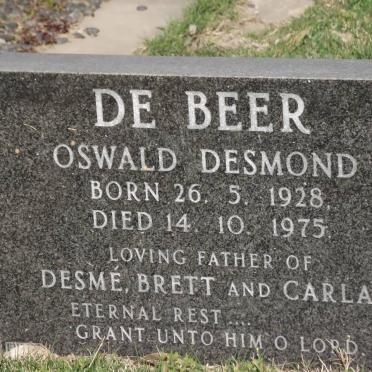 DE BEER
OSWALD DESMOND
BORN 26. 5. 1928.
DIED 14. 10. 1975.
LOVING FATHER OF
DESMÉ, BRETT AND CARLA
ETERNAL REST....
GRANT UNTO HIM O LORD.